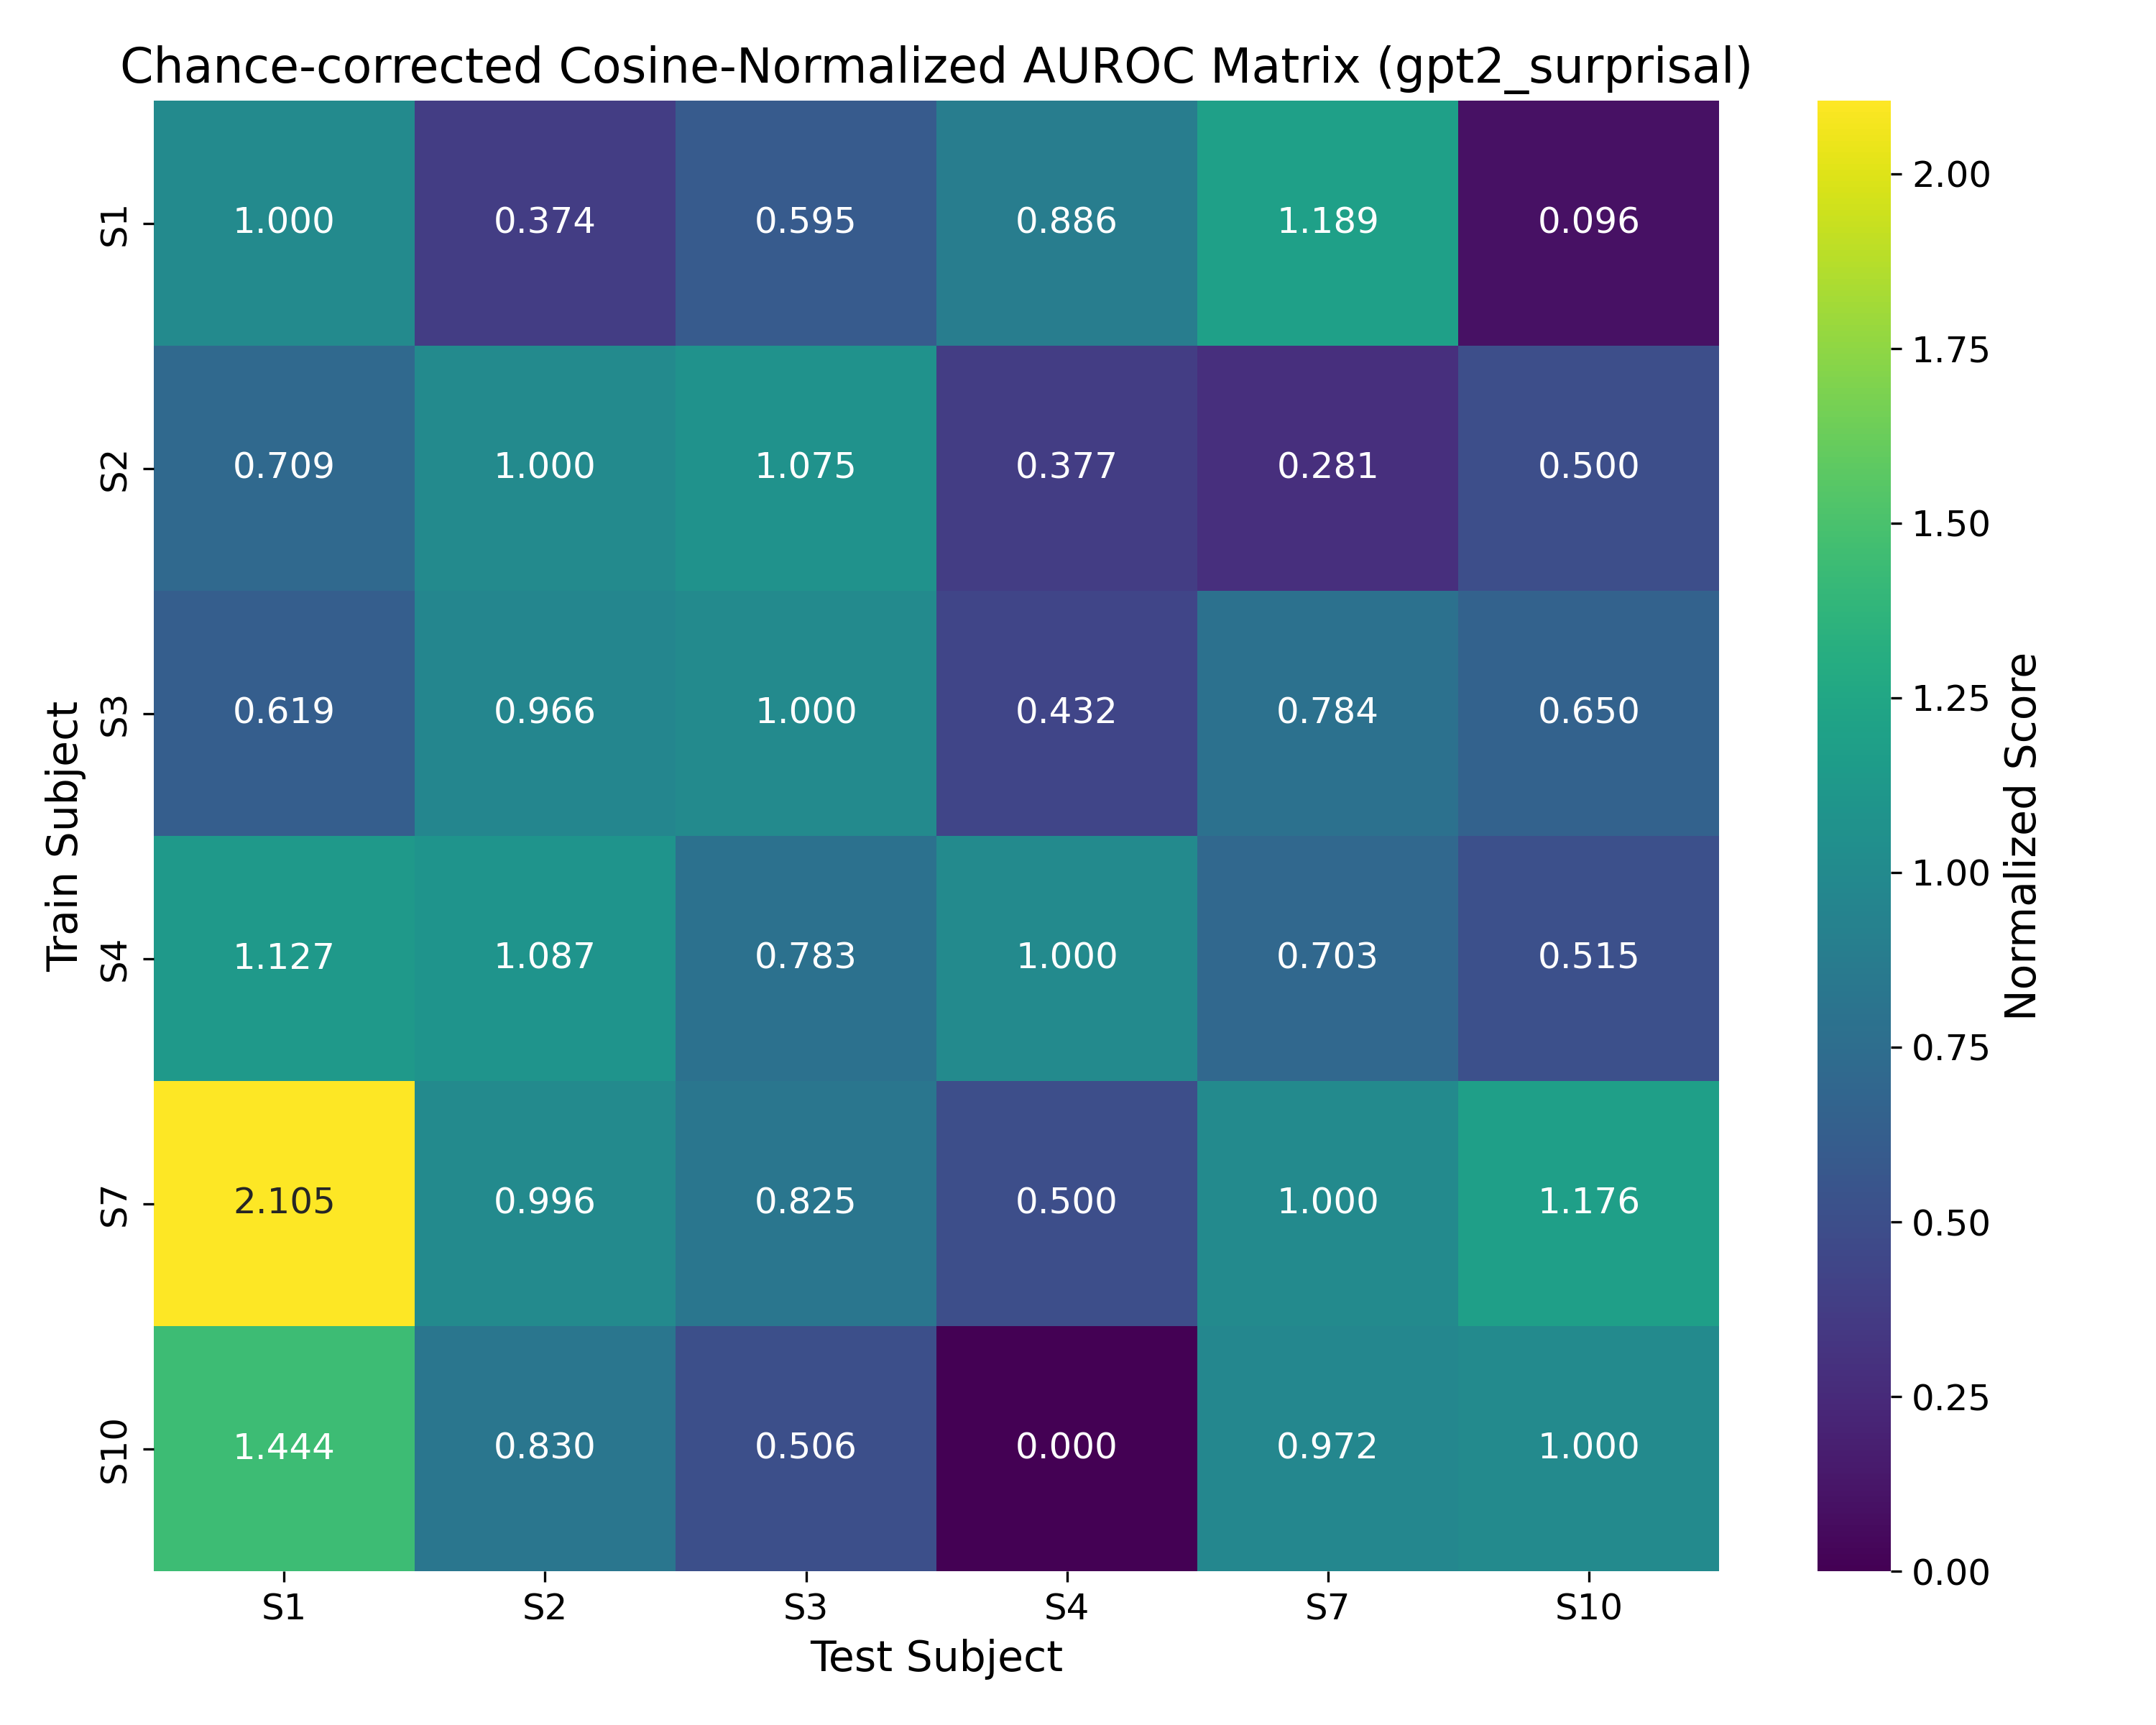 Chance-corrected Cosine-Normalized AUROC Matrix (gpt2_surprisal)
Train Subject
S1 1.000 0.374 0.595 0.886 1.189 0.096
S2 0.709 1.000 1.075 0.377 0.281 0.500
S3 0.619 0.966 1.000 0.432 0.784 0.650
S4 1.127 1.087 0.783 1.000 0.703 0.515
S7 2.105 0.996 0.825 0.500 1.000 1.176
S10 1.444 0.830 0.506 0.000 0.972 1.000
S1 S2 S3 S4 S7 S10
Test Subject
2.00
1.75
1.50
1.25
1.00
0.75
0.50
0.25
0.00
Normalized Score